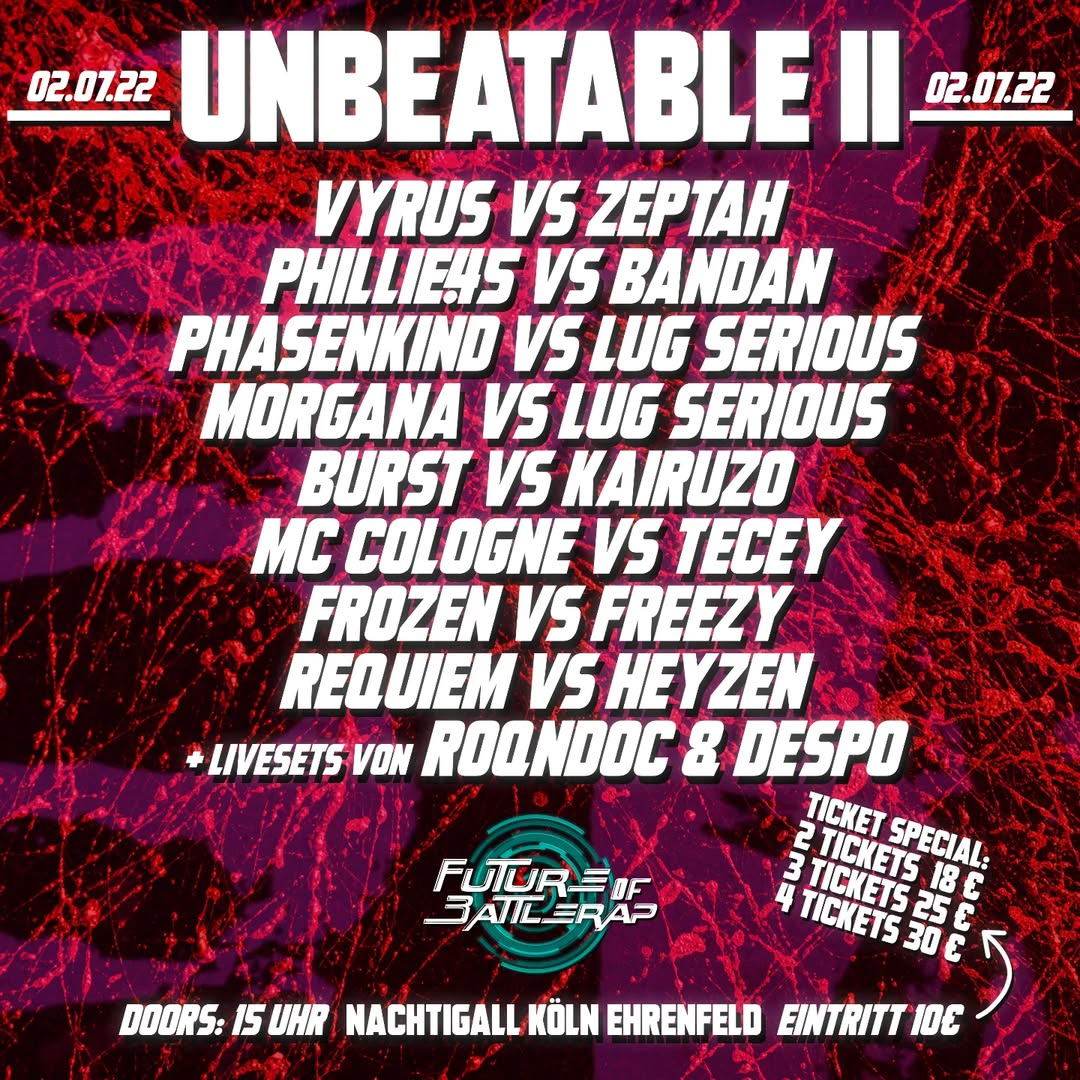 02.07.22 UNBEATABLE II 02.07.22
VYRUS VS ZEPTAH
PHILLIE.4S VS BANDAN
PHASENKIND VS LUG SERIOUS
MORGANA VS LUG SERIOUS
BURST VS KAIRUZO
MC COLOGNE VS TECEY
FROZEN VS FREEZY
REQUIEM VS HEYZEN
+ LIVESETS VON ROQNDOC & DESPO
TICKET SPECIAL:
2 TICKETS 18 €
3 TICKETS 25 €
4 TICKETS 30 €
FUTURE OF
BATTLERAP
DOORS: 15 UHR NACHTIGALL KÖLN EHRENFELD EINTRITT 10€